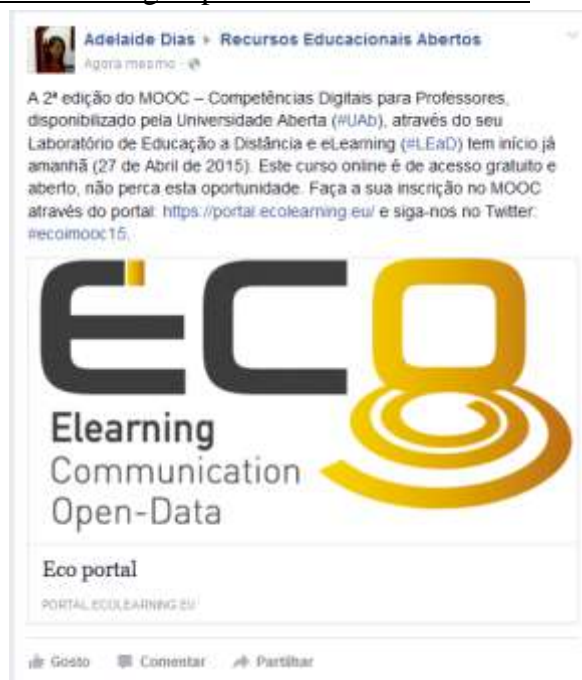 Adelaide Dias ▸ Recursos Educacionais Abertos
Agora mesmo ·
A 2ª edição do MOOC – Competências Digitais para Professores,
disponibilizado pela Universidade Aberta (#UAb), através do seu
Laboratório de Educação a Distância e eLearning (#LEaD) tem início já
amanhã (27 de Abril de 2015). Este curso online é de acesso gratuito e
aberto, não perca esta oportunidade. Faça a sua inscrição no MOOC
através do portal: https://portal.ecolearning.eu/ e siga-nos no Twitter:
#ecoimooc15.
ECO
Elearning
Communication
Open-Data
Eco portal
PORTAL.ECOLEARNING.EU
Gosto Comentar Partilhar